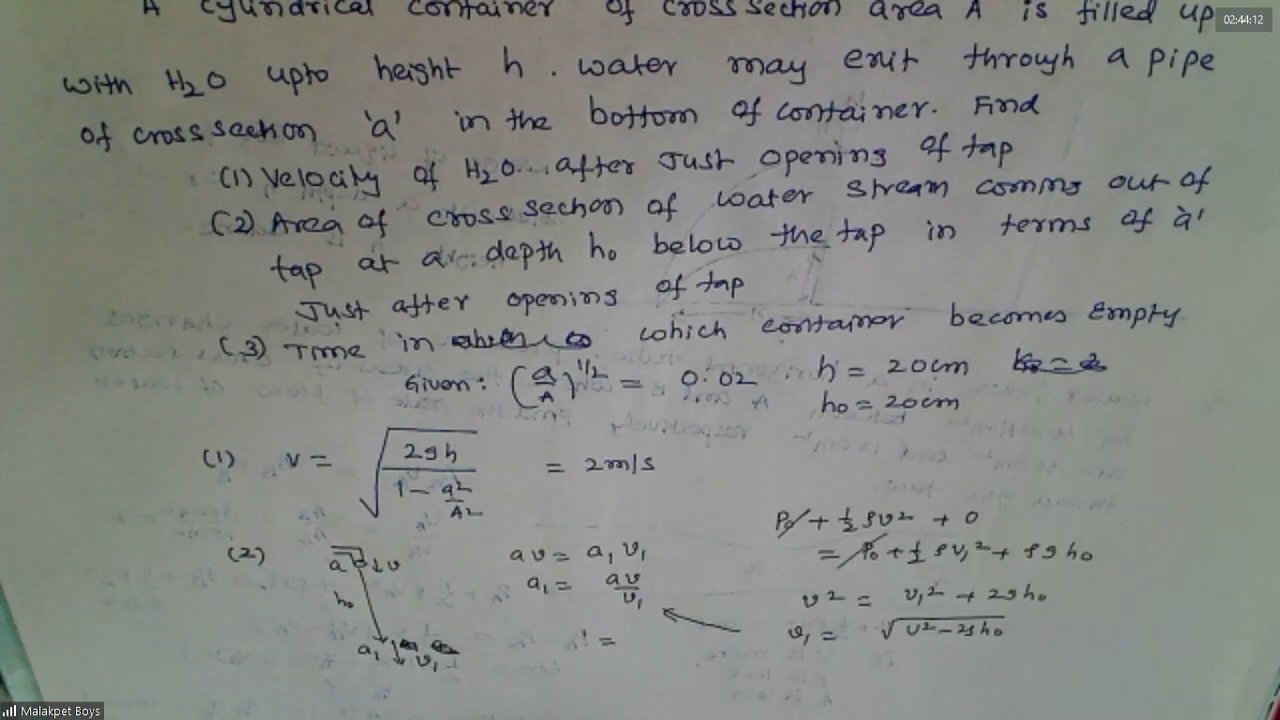 A cylindrical container of cross section area A is filled up
02:44:12
with H2O upto height h. water may exit through a pipe
of cross section 'a' in the bottom of container. Find
(1) Velocity of H2O... after Just opening of tap
(2) Area of cross section of water stream coming out of
tap at a depth h₀ below the tap in terms of 'a'
Just after opening of tap
(3) Time in which container becomes Empty
Given: (a/A)^1/2 = 0.02 h = 20cm
h₀ = 20cm
(1) v = √(2gh / (1 - a²/A²)) = 2m/s
P₀ + ½ρv² + 0
= P₀ + ½ρv₁² + ρgh₀
(2) a ↓v av = a₁v₁
a₁ = av/v₁
h₀
v² = v₁² + 2gh₀
v₁ = √(v² - 2gh₀)
a₁ ↓v₁
Malakpet Boys